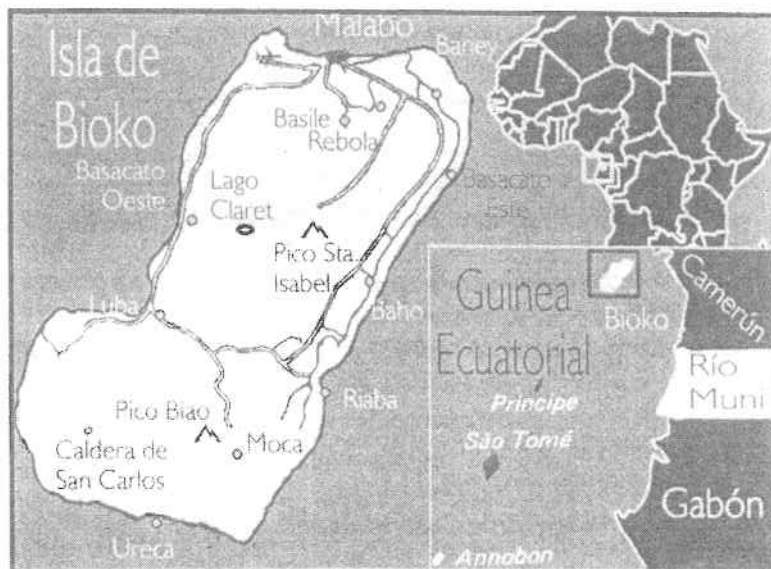 Isla de
Bioko
Malabo
Baney
Basile
Rebola
Basacato
Oeste
Lago
Claret
Basacato
Este
Pico Sta.
Isabel
Luba
Baho
Riaba
Pico Biao
Moca
Caldera de
San Carlos
Ureca
Guinea
Ecuatorial
Bioko
Camerún
Río
Muni
Príncipe
São Tomé
Gabón
Annobon